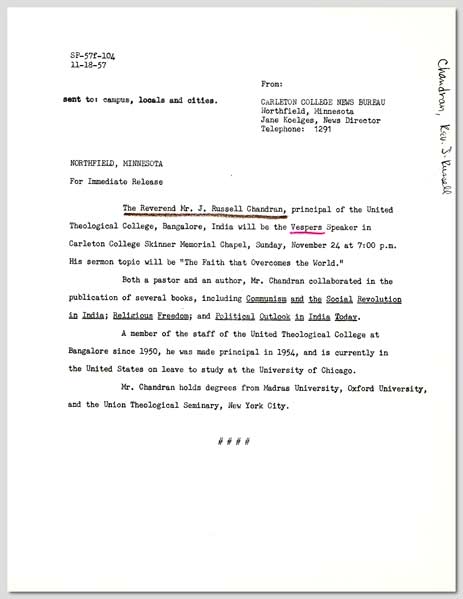 SP-57f-104
11-18-57
From:
sent to: campus, locals and cities.
CARLETON COLLEGE NEWS BUREAU
Northfield, Minnesota
Jane Koelges, News Director
Telephone: 1291
Chandran, Rev. J. Russell
NORTHFIELD, MINNESOTA
For Immediate Release
The Reverend Mr. J. Russell Chandran, principal of the United
Theological College, Bangalore, India will be the Vespers Speaker in
Carleton College Skinner Memorial Chapel, Sunday, November 24 at 7:00 p.m.
His sermon topic will be "The Faith that Overcomes the World."
Both a pastor and an author, Mr. Chandran collaborated in the
publication of several books, including Communism and the Social Revolution
in India; Religious Freedom; and Political Outlook in India Today.
A member of the staff of the United Theological College at
Bangalore since 1950, he was made principal in 1954, and is currently in
the United States on leave to study at the University of Chicago.
Mr. Chandran holds degrees from Madras University, Oxford University,
and the Union Theological Seminary, New York City.
# # # #